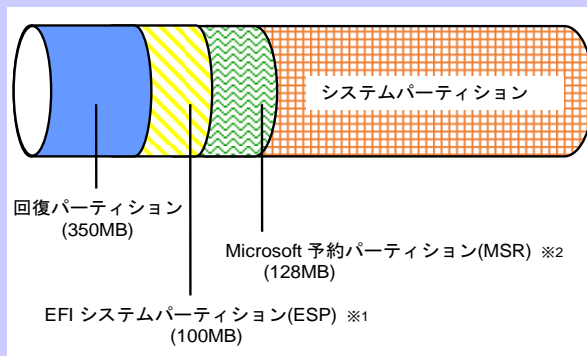 システムパーティション
回復パーティション
(350MB)
Microsoft 予約パーティション(MSR) ※2
(128MB)
EFI システムパーティション(ESP) ※1
(100MB)